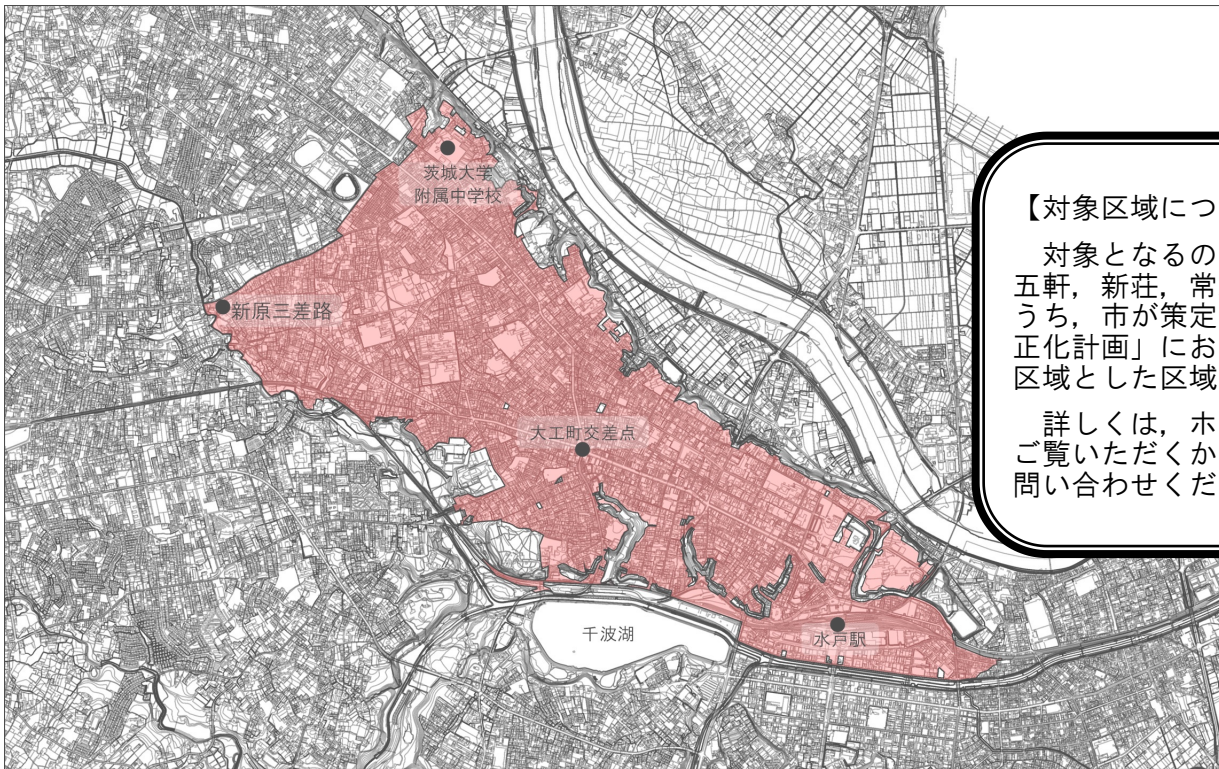 茨城大学
附属中学校
新原三差路
大工町交差点
千波湖
水戸駅
【対象区域につ
対象となるの
五軒，新荘，常
うち，市が策定
正化計画」にお
区域とした区域
詳しくは，ホ
ご覧いただくか
問い合わせくだ